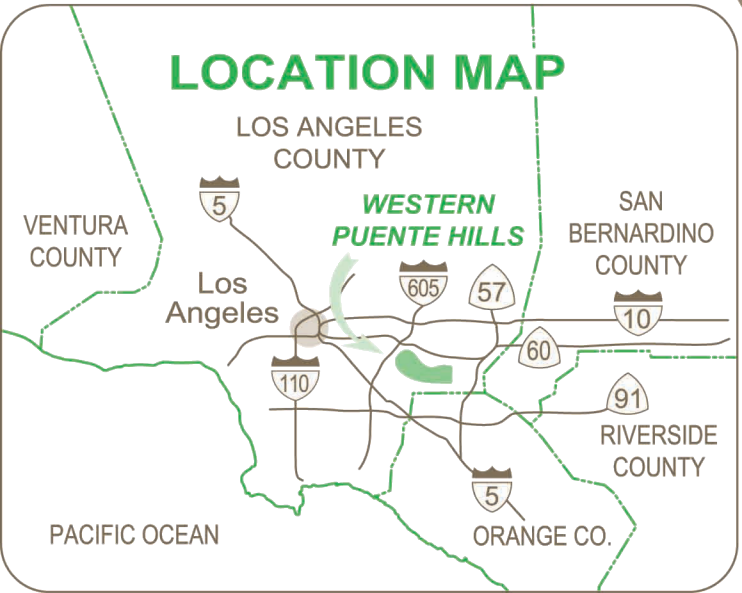 LOCATION MAP
LOS ANGELES
COUNTY
5
WESTERN
PUENTE HILLS
SAN
BERNARDINO
COUNTY
VENTURA
COUNTY
Los
Angeles
605
57
10
60
110
91
RIVERSIDE
COUNTY
5
PACIFIC OCEAN
ORANGE CO.